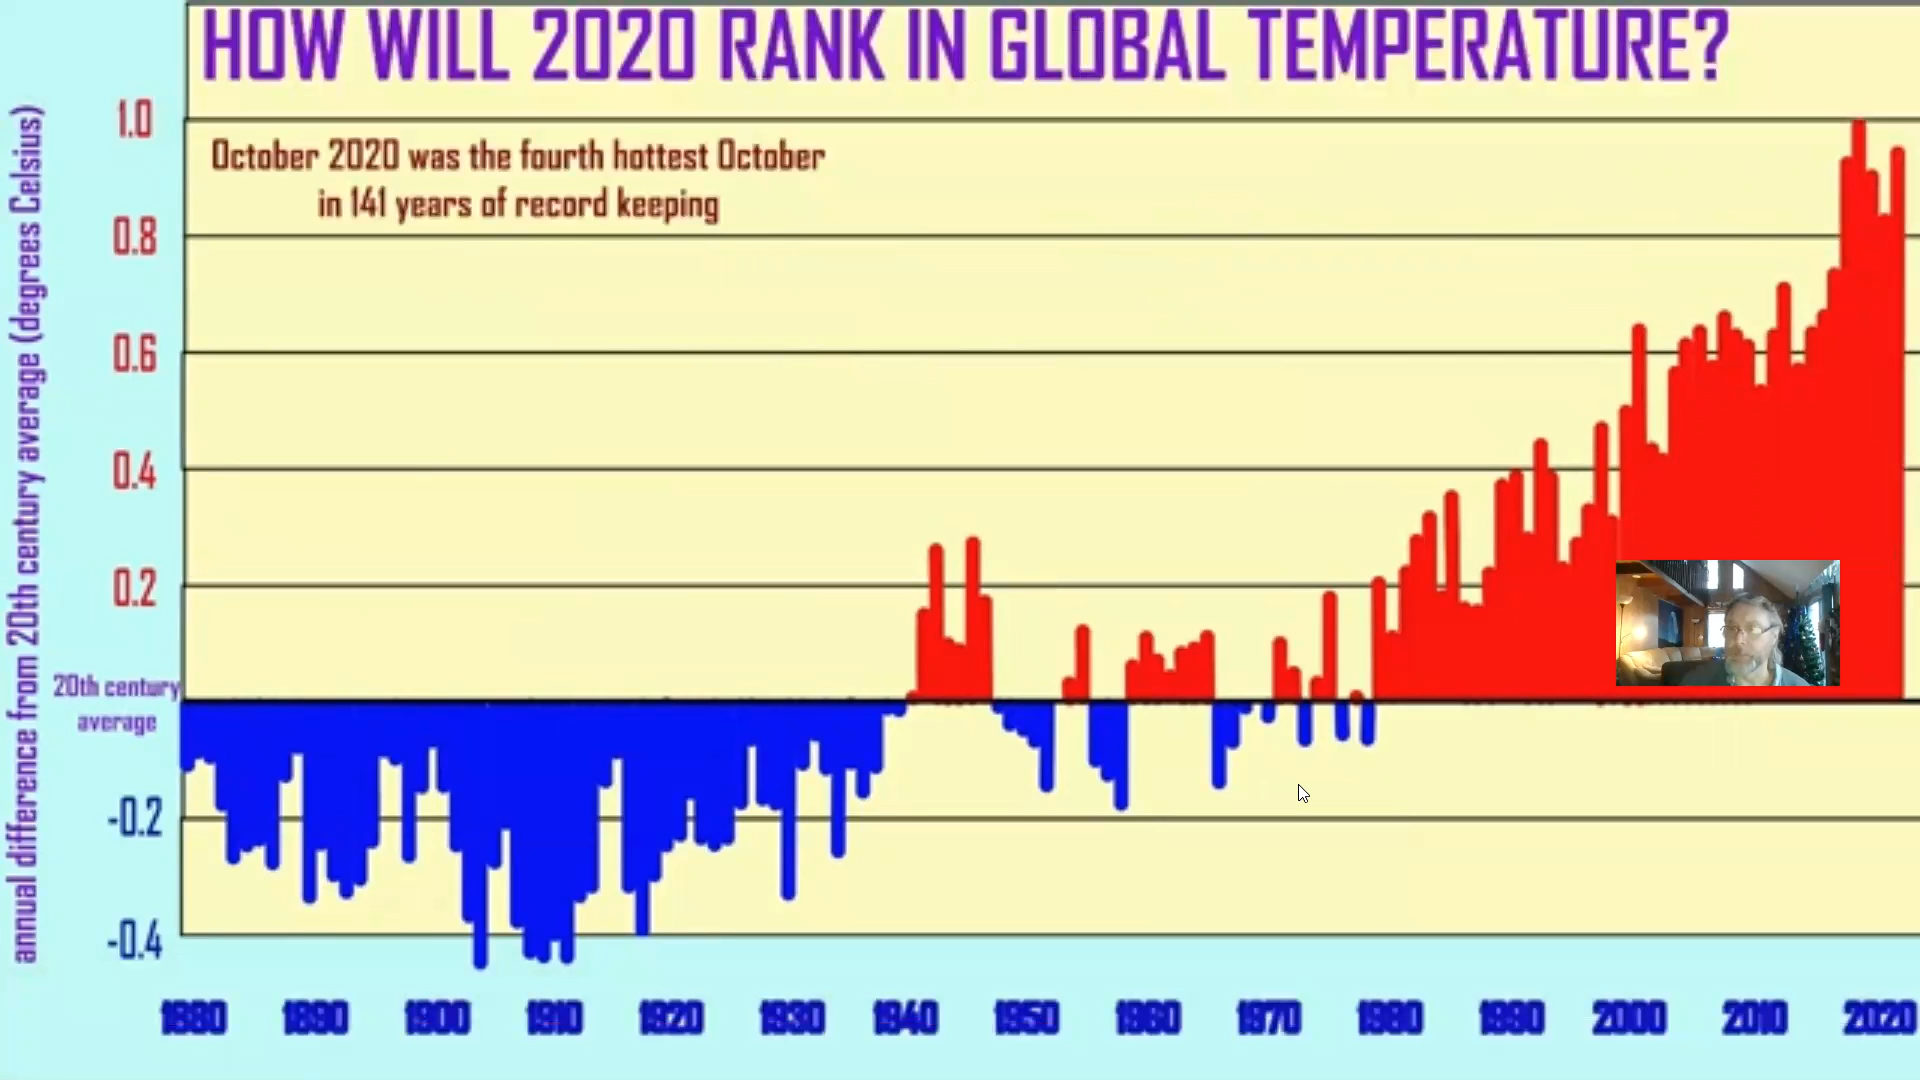 HOW WILL 2020 RANK IN GLOBAL TEMPERATURE?
October 2020 was the fourth hottest October
in 141 years of record keeping
annual difference from 20th century average (degrees Celsius)
1.0
0.8
0.6
0.4
0.2
20th century
average
-0.2
-0.4
1880 1890 1900 1910 1920 1930 1940 1950 1960 1970 1980 1990 2000 2010 2020